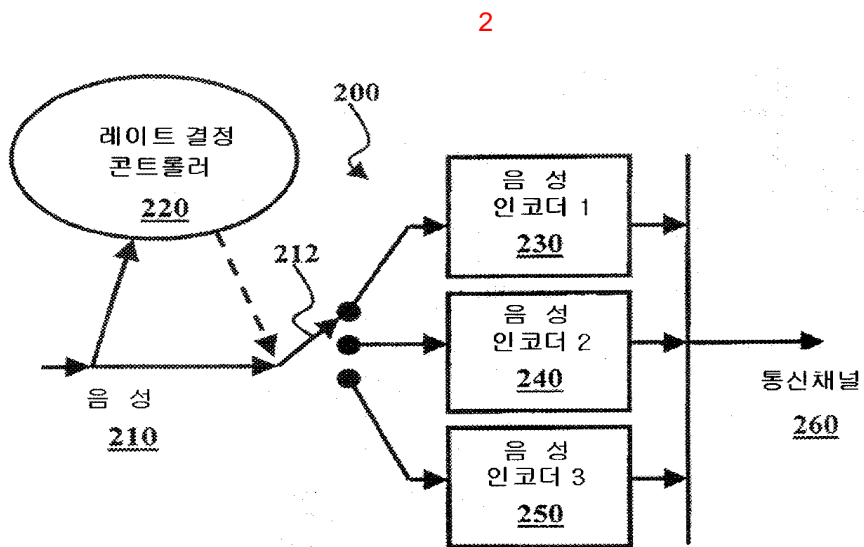 2
200
레이트 결정
콘트롤러
220
212
음 성
210
음 성
인코더 1
230
음 성
인코더 2
240
음 성
인코더 3
250
통신채널
260